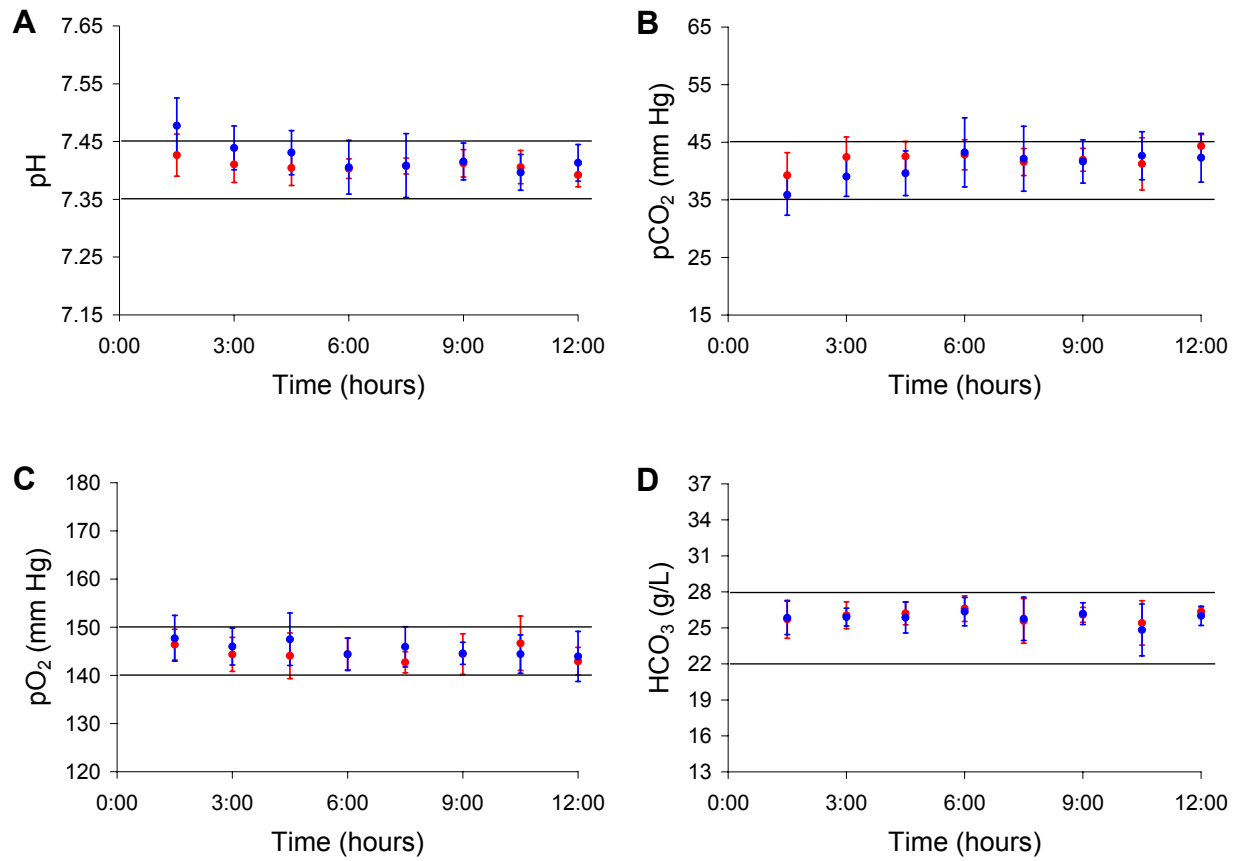 A
pH
7.65
7.55
7.45
7.35
7.25
7.15
0:00 3:00 6:00 9:00 12:00
Time (hours)
B
pCO₂ (mm Hg)
65
55
45
35
25
15
0:00 3:00 6:00 9:00 12:00
Time (hours)
C
pO₂ (mm Hg)
180
170
160
150
140
130
120
0:00 3:00 6:00 9:00 12:00
Time (hours)
D
HCO₃ (g/L)
37
34
31
28
25
22
19
16
13
0:00 3:00 6:00 9:00 12:00
Time (hours)